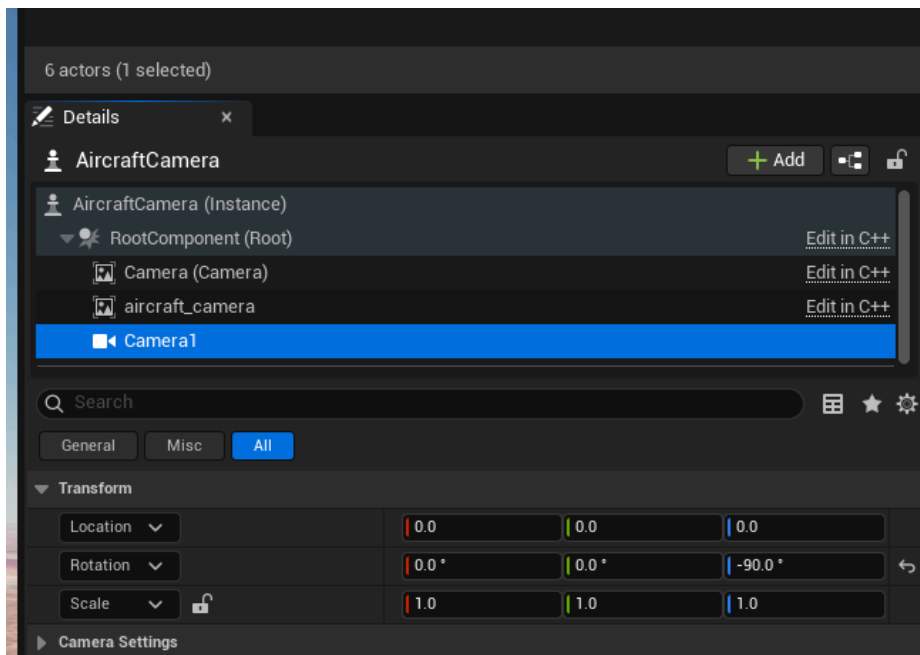 6 actors (1 selected)
Details ×
AircraftCamera + Add
AircraftCamera (Instance)
RootComponent (Root) Edit in C++
Camera (Camera) Edit in C++
aircraft_camera Edit in C++
Camera1
Search
General Misc All
Transform
Location 0.0 0.0 0.0
Rotation 0.0 ° 0.0 ° -90.0 °
Scale 1.0 1.0 1.0
Camera Settings